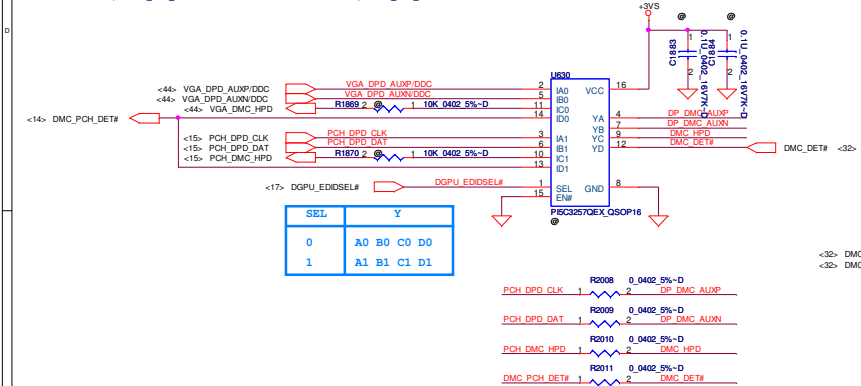 +3VS
@ @
C1883
0.1U_0402_16V7K~D
C1884
0.1U_0402_16V7K~D
1 2
1 2
D
U630
<44> VGA_DPD_AUXP/DDC VGA_DPD_AUXP/DDC 2 IA0 VCC 16
<44> VGA_DPD_AUXN/DDC VGA_DPD_AUXN/DDC 5 IB0
<44> VGA_DMC_HPD R1869 2 @ 1 10K_0402_5%~D 11 IC0 YA 4 DP_DMC_AUXP
<14> DMC_PCH_DET# 14 ID0 YB 7 DP_DMC_AUXN
<15> PCH_DPD_CLK PCH_DPD_CLK 3 IA1 YC 9 DMC_HPD
<15> PCH_DPD_DAT PCH_DPD_DAT 6 IB1 YD 12 DMC_DET# DMC_DET# <32>
<15> PCH_DMC_HPD R1870 2 @ 1 10K_0402_5%~D 10 IC1
13 ID1
<17> DGPU_EDIDSEL# DGPU_EDIDSEL# 1 SEL GND 8
15 EN#
PI5C3257QEX_QSOP16
@
SEL Y
0 A0 B0 C0 D0
1 A1 B1 C1 D1
<32> DMC
<32> DMC
R2008 0_0402_5%~D
PCH_DPD_CLK 1 2 DP_DMC_AUXP
R2009 0_0402_5%~D
PCH_DPD_DAT 1 2 DP_DMC_AUXN
R2010 0_0402_5%~D
PCH_DMC_HPD 1 2 DMC_HPD
R2011 0_0402_5%~D
DMC_PCH_DET# 1 2 DMC_DET#